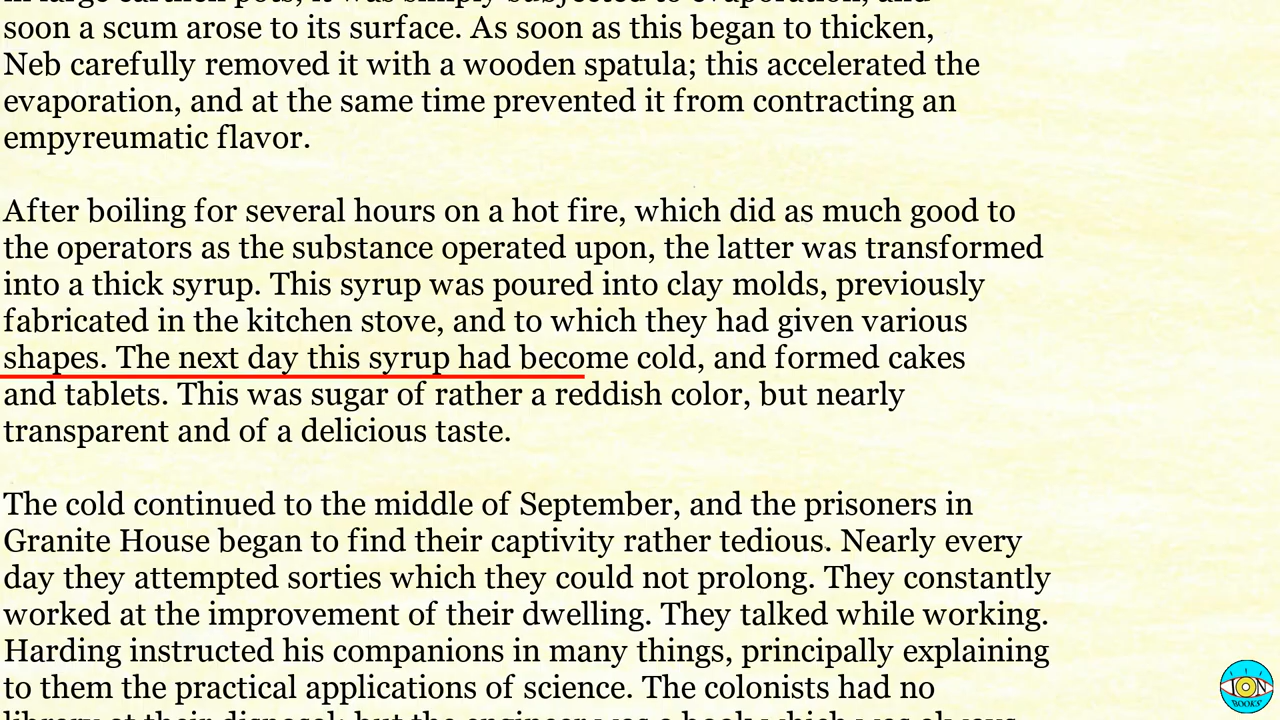 soon a scum arose to its surface. As soon as this began to thicken,
Neb carefully removed it with a wooden spatula; this accelerated the
evaporation, and at the same time prevented it from contracting an
empyreumatic flavor.
After boiling for several hours on a hot fire, which did as much good to
the operators as the substance operated upon, the latter was transformed
into a thick syrup. This syrup was poured into clay molds, previously
fabricated in the kitchen stove, and to which they had given various
shapes. The next day this syrup had become cold, and formed cakes
and tablets. This was sugar of rather a reddish color, but nearly
transparent and of a delicious taste.
The cold continued to the middle of September, and the prisoners in
Granite House began to find their captivity rather tedious. Nearly every
day they attempted sorties which they could not prolong. They constantly
worked at the improvement of their dwelling. They talked while working.
Harding instructed his companions in many things, principally explaining
to them the practical applications of science. The colonists had no
ION
BOOKS